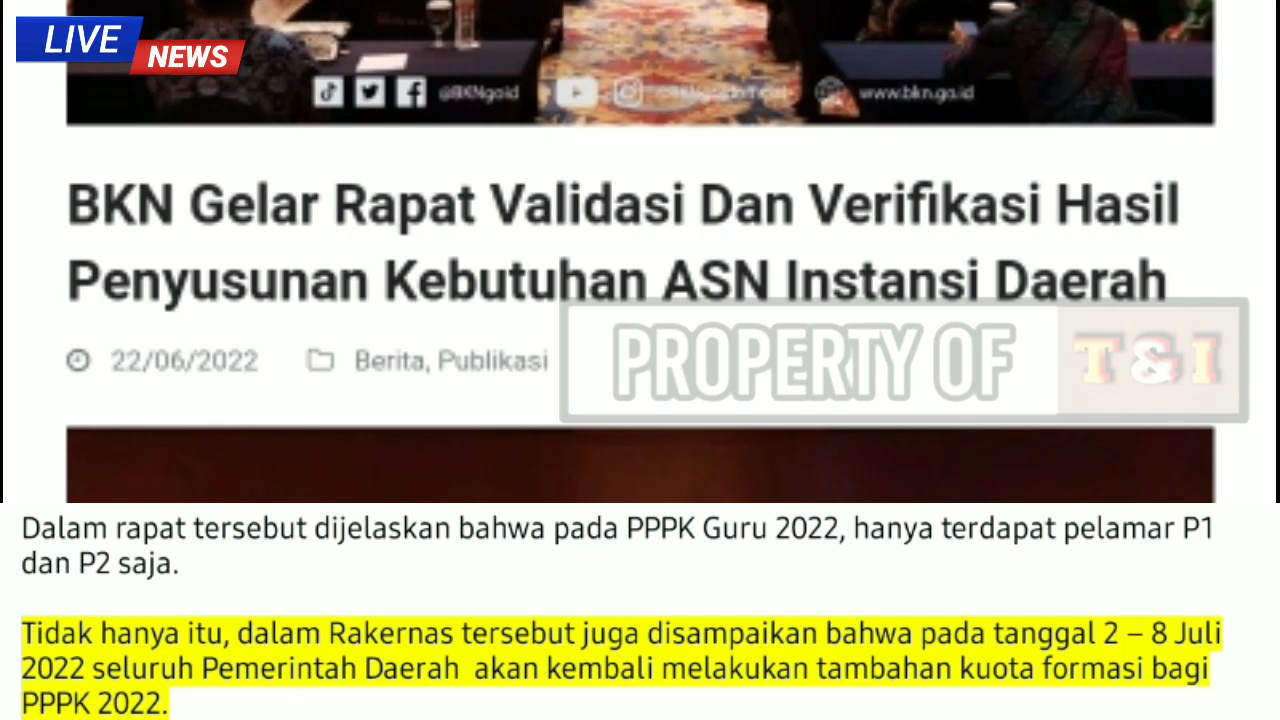 LIVE
NEWS
@BKNgoid
www.bkn.go.id
BKN Gelar Rapat Validasi Dan Verifikasi Hasil
Penyusunan Kebutuhan ASN Instansi Daerah
22/06/2022 Berita, Publikasi
PROPERTY OF T&I
Dalam rapat tersebut dijelaskan bahwa pada PPPK Guru 2022, hanya terdapat pelamar P1
dan P2 saja.
Tidak hanya itu, dalam Rakernas tersebut juga disampaikan bahwa pada tanggal 2 – 8 Juli
2022 seluruh Pemerintah Daerah akan kembali melakukan tambahan kuota formasi bagi
PPPK 2022.